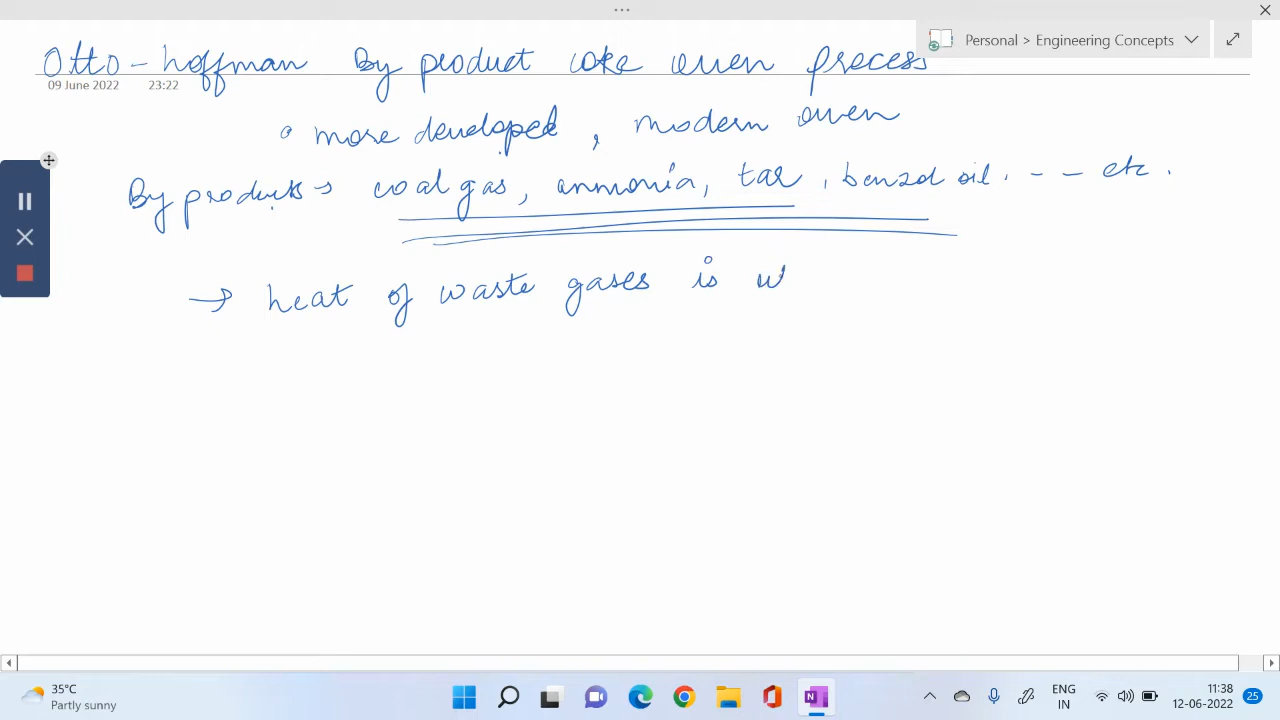 Personal > Engineering Concepts
Otto-hoffman By product coke oven process
09 June 2022 23:22
more developed, modern oven
By products → coal gas, ammonia, tar, benzol oil. - - etc.
→ heat of waste gases is
35°C
Partly sunny
ENG
IN
11:38
12-06-2022
25